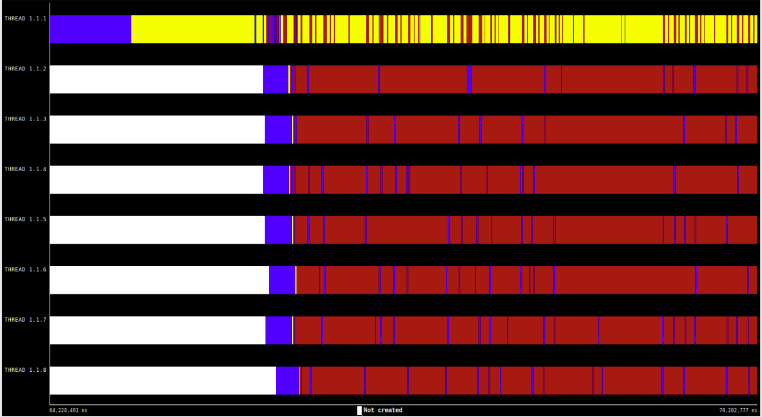 THREAD 1.1.1
THREAD 1.1.2
THREAD 1.1.3
THREAD 1.1.4
THREAD 1.1.5
THREAD 1.1.6
THREAD 1.1.7
THREAD 1.1.8
64,228,491 ns
Not created
70,202,777 ns